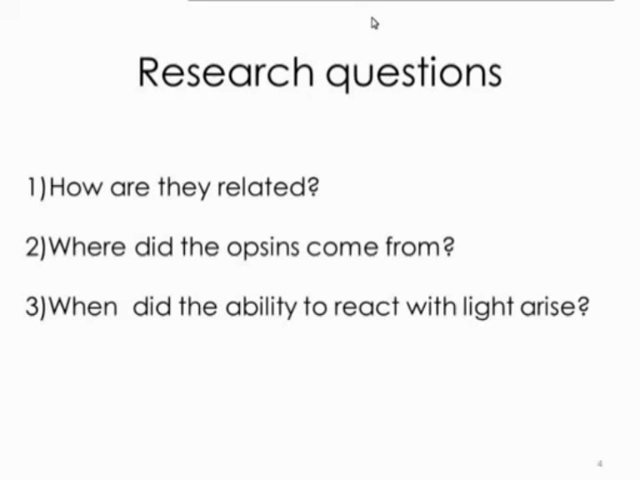 Research questions
1)How are they related?
2)Where did the opsins come from?
3)When  did the ability to react with light arise?
4